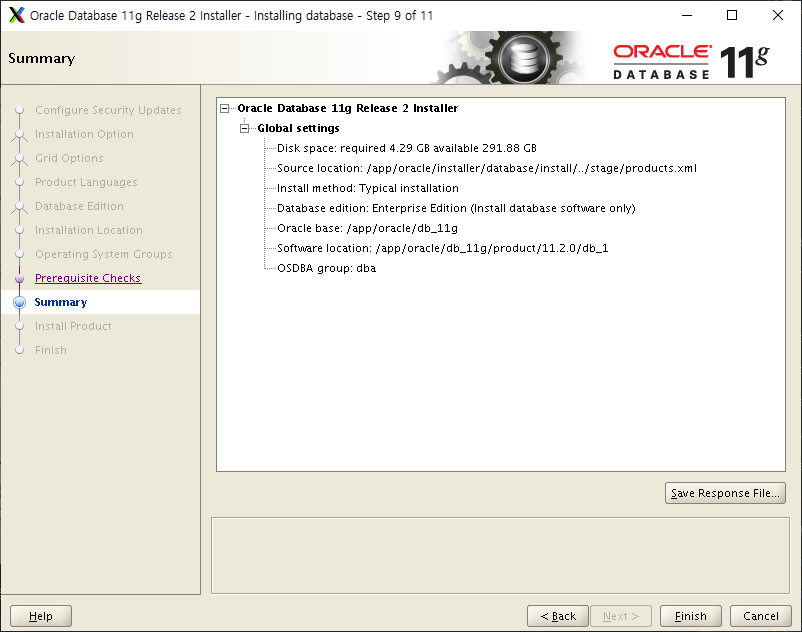 Oracle Database 11g Release 2 Installer - Installing database - Step 9 of 11
Summary
ORACLE
DATABASE 11g
Configure Security Updates
Installation Option
Grid Options
Product Languages
Database Edition
Installation Location
Operating System Groups
Prerequisite Checks
Summary
Install Product
Finish
Oracle Database 11g Release 2 Installer
Global settings
Disk space: required 4.29 GB available 291.88 GB
Source location: /app/oracle/installer/database/install/../stage/products.xml
Install method: Typical installation
Database edition: Enterprise Edition (Install database software only)
Oracle base: /app/oracle/db_11g
Software location: /app/oracle/db_11g/product/11.2.0/db_1
OSDBA group: dba
Save Response File...
Help
< Back
Next >
Finish
Cancel